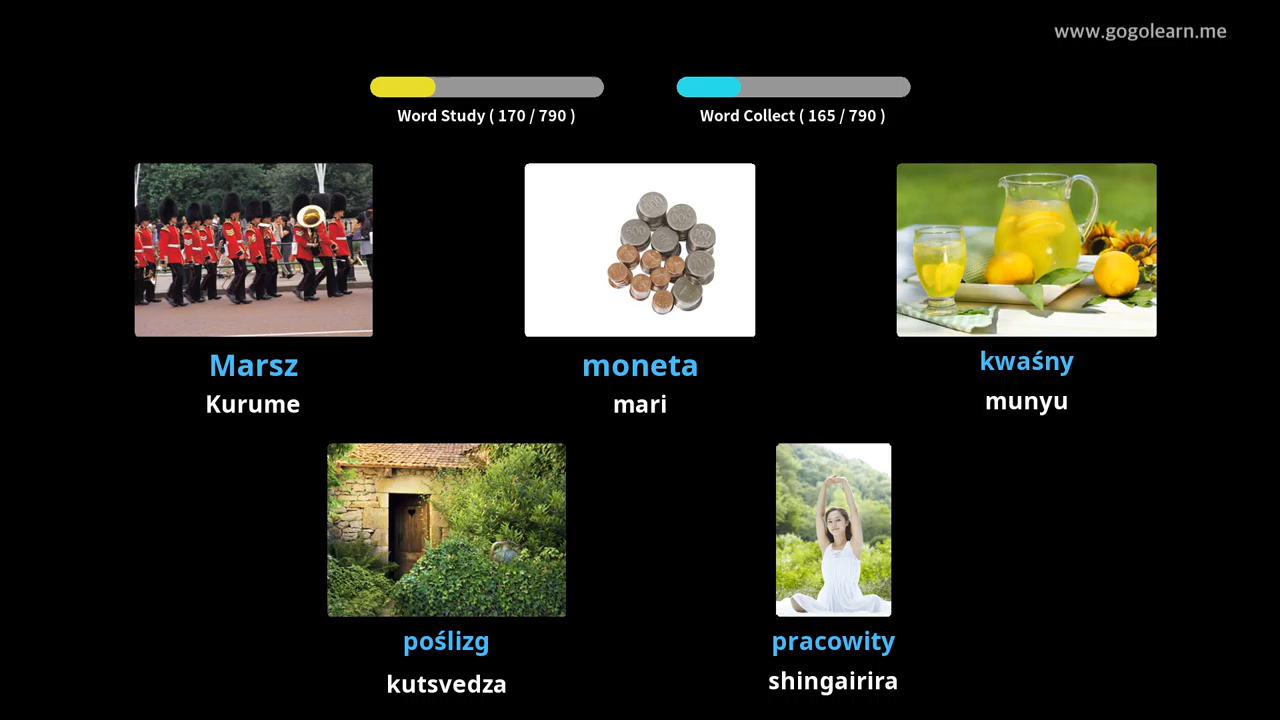 www.gogolearn.me
Word Study ( 170 / 790 )
Word Collect ( 165 / 790 )
Marsz
Kurume
moneta
mari
kwaśny
munyu
poślizg
kutsvedza
pracowity
shingairira